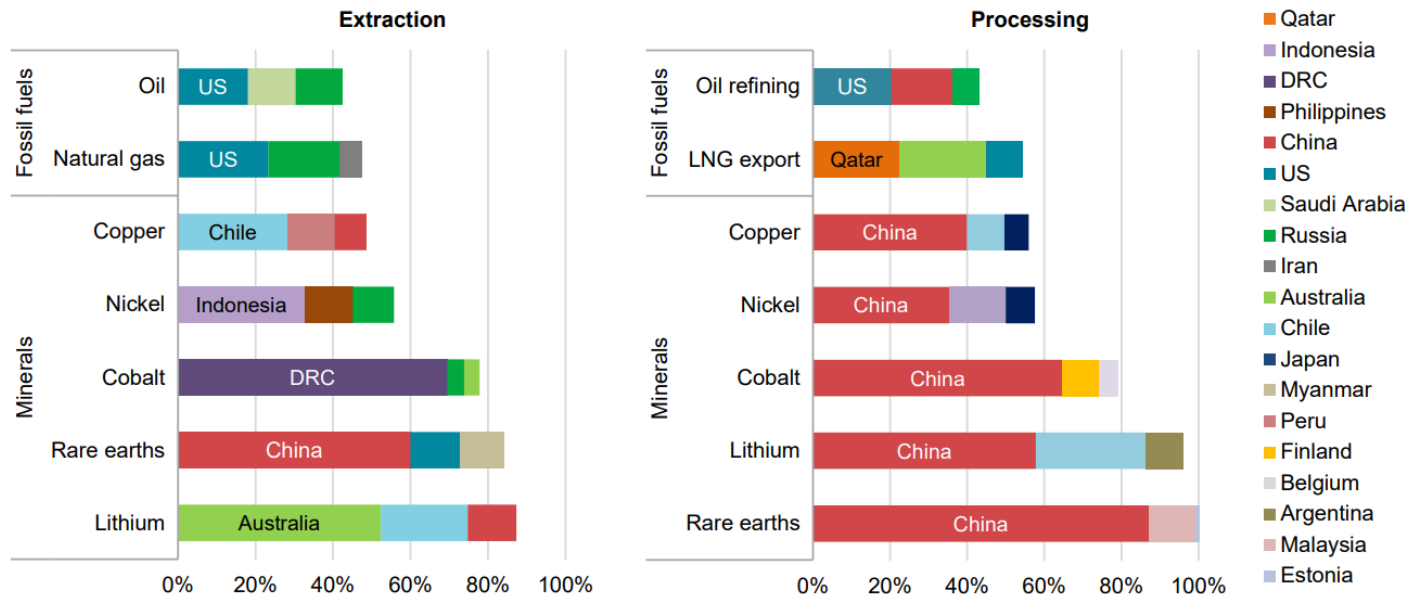 Extraction
Fossil fuels
Oil
US
Natural gas
US
Minerals
Copper
Chile
Nickel
Indonesia
Cobalt
DRC
Rare earths
China
Lithium
Australia
0% 20% 40% 60% 80% 100%
Processing
Fossil fuels
Oil refining
US
LNG export
Qatar
Minerals
Copper
China
Nickel
China
Cobalt
China
Lithium
China
Rare earths
China
0% 20% 40% 60% 80% 100%
Qatar
Indonesia
DRC
Philippines
China
US
Saudi Arabia
Russia
Iran
Australia
Chile
Japan
Myanmar
Peru
Finland
Belgium
Argentina
Malaysia
Estonia